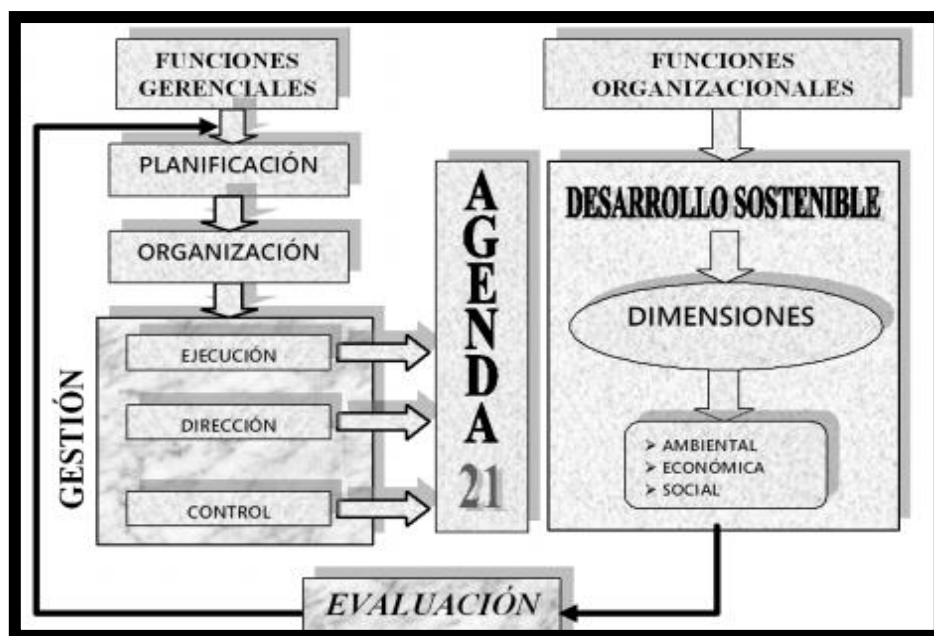 FUNCIONES
GERENCIALES
PLANIFICACIÓN
ORGANIZACIÓN
GESTIÓN
EJECUCIÓN
DIRECCIÓN
CONTROL
AGENDA
21
FUNCIONES
ORGANIZACIONALES
DESARROLLO SOSTENIBLE
DIMENSIONES
➢ AMBIENTAL
➢ ECONÓMICA
➢ SOCIAL
EVALUACIÓN